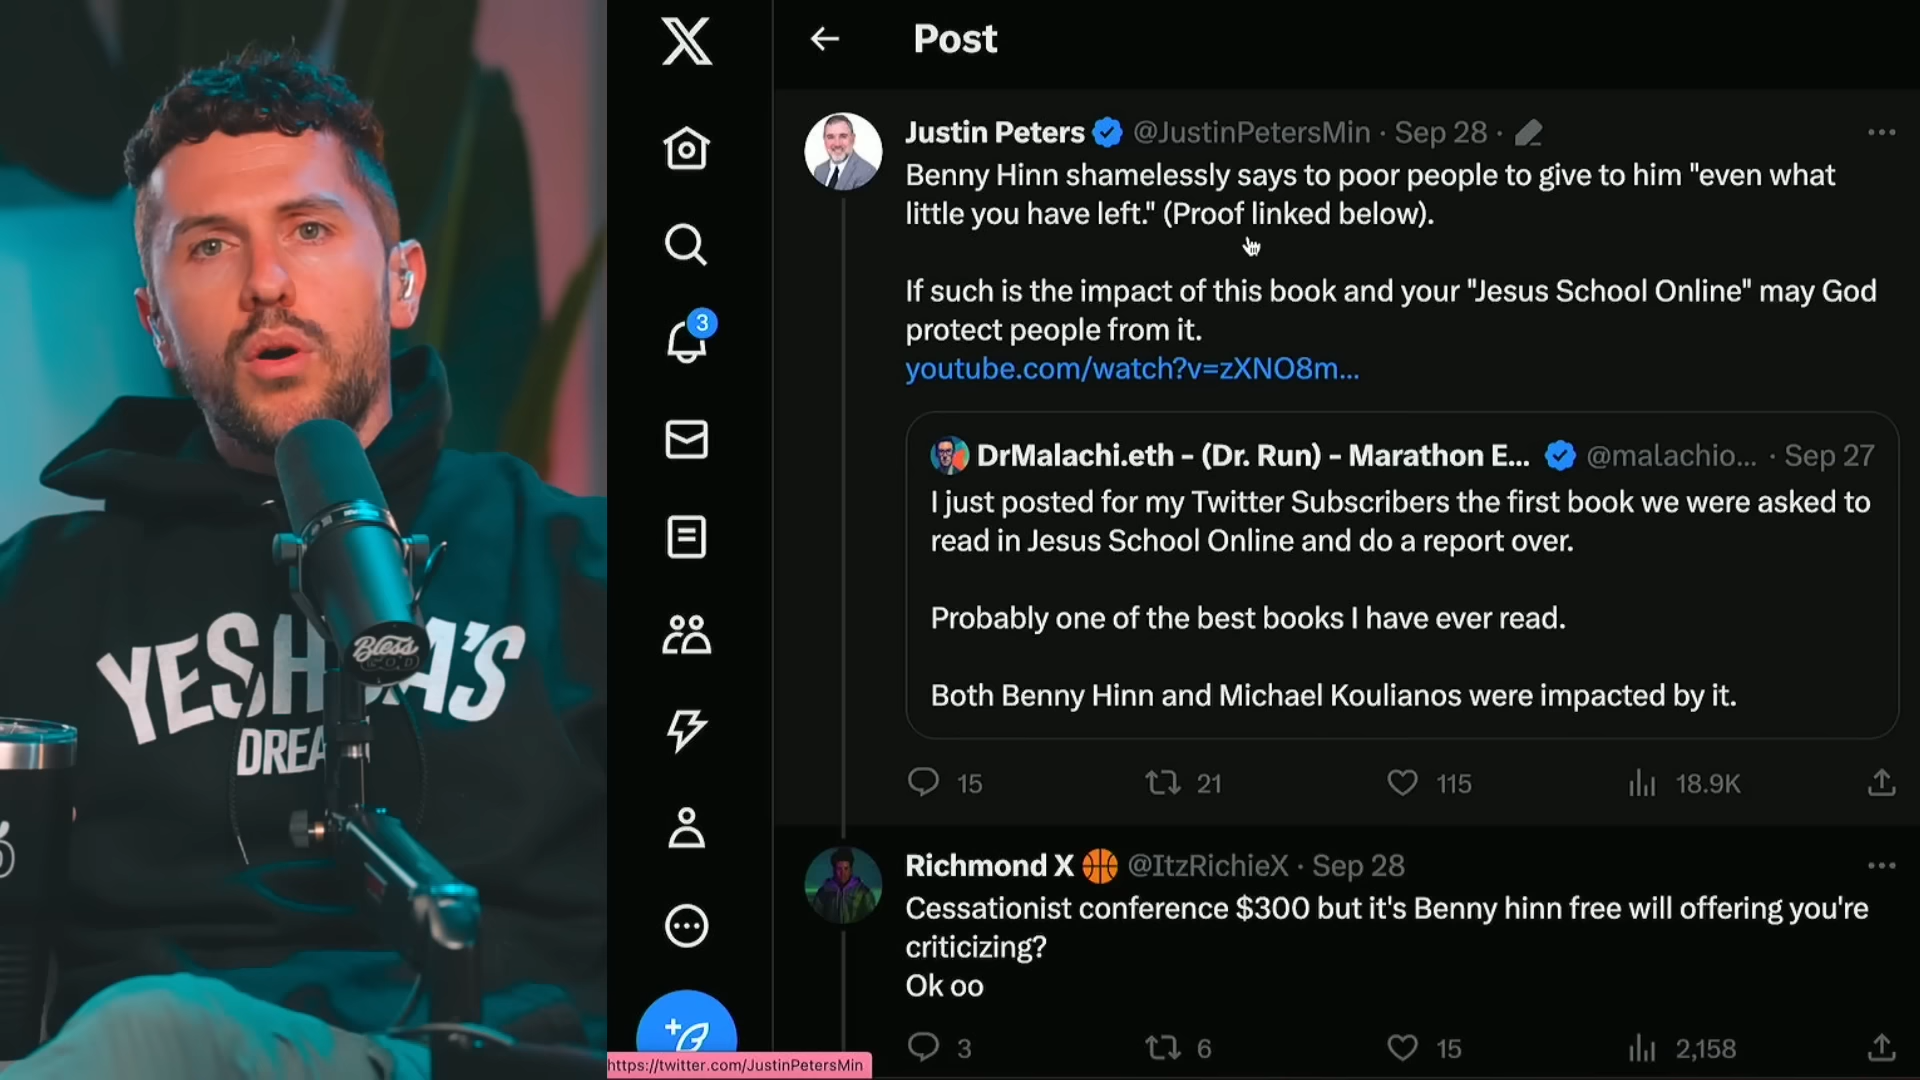 Post
Justin Peters @JustinPetersMin · Sep 28 ·
Benny Hinn shamelessly says to poor people to give to him "even what
little you have left." (Proof linked below).
If such is the impact of this book and your "Jesus School Online" may God
protect people from it.
youtube.com/watch?v=zXNO8m...
DrMalachi.eth - (Dr. Run) - Marathon E... @malachio... · Sep 27
I just posted for my Twitter Subscribers the first book we were asked to
read in Jesus School Online and do a report over.
Probably one of the best books I have ever read.
Both Benny Hinn and Michael Koulianos were impacted by it.
15 21 115 18.9K
Richmond X @ItzRichieX · Sep 28
Cessationist conference $300 but it's Benny hinn free will offering you're
criticizing?
Ok oo
3 6 15 2,158
3
https://twitter.com/JustinPetersMin
Bless
GOD